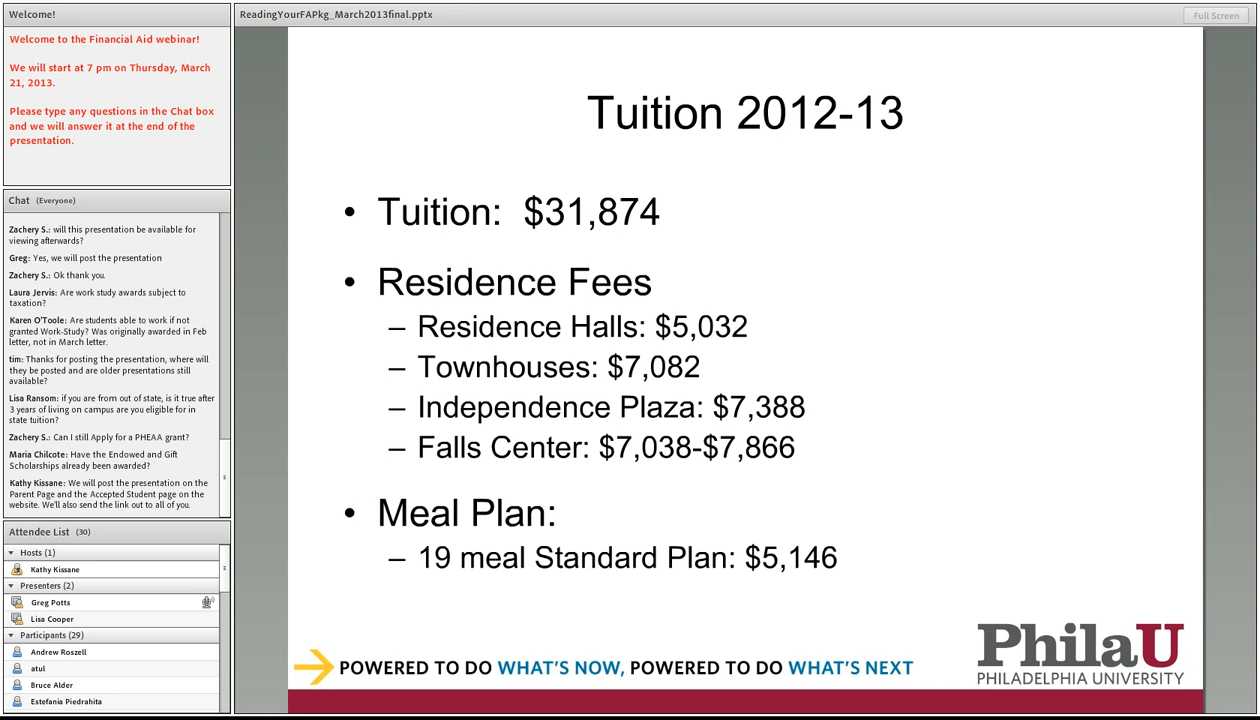 Welcome!
Welcome to the Financial Aid webinar!
We will start at 7 pm on Thursday, March
21, 2013.
Please type any questions in the Chat box
and we will answer it at the end of the
presentation.
Chat (Everyone)
Zachery S.: will this presentation be available for
viewing afterwards?
Greg: Yes, we will post the presentation
Zachery S.: Ok thank you.
Laura Jervis: Are work study awards subject to
taxation?
Karen O'Toole: Are students able to work if not
granted Work-Study? Was originally awarded in Feb
letter, not in March letter.
tim: Thanks for posting the presentation, where will
they be posted and are older presentations still
available?
Lisa Ransom: if you are from out of state, is it true after
3 years of living on campus are you eligible for in
state tuition?
Zachery S.: Can I still Apply for a PHEAA grant?
Maria Chilcote: Have the Endowed and Gift
Scholarships already been awarded?
Kathy Kissane: We will post the presentation on the
Parent Page and the Accepted Student page on the
website. We'll also send the link out to all of you.
Attendee List (30)
Hosts (1)
Kathy Kissane
Presenters (2)
Greg Potts
Lisa Cooper
Participants (29)
Andrew Roszell
atul
Bruce Alder
Estefania Piedrahita
ReadingYourFAPkg_March2013final.pptx
Full Screen
Tuition 2012-13
• Tuition: $31,874
• Residence Fees
– Residence Halls: $5,032
– Townhouses: $7,082
– Independence Plaza: $7,388
– Falls Center: $7,038-$7,866
• Meal Plan:
– 19 meal Standard Plan: $5,146
POWERED TO DO WHAT'S NOW, POWERED TO DO WHAT'S NEXT
PhilaU
PHILADELPHIA UNIVERSITY